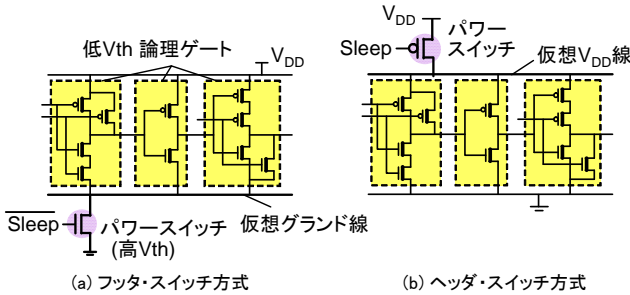 低Vth 論理ゲート
VDD
Sleep
パワースイッチ
(高Vth)
仮想グランド線
(a) フッタ・スイッチ方式
VDD
パワー
スイッチ
Sleep
仮想VDD線
(b) ヘッダ・スイッチ方式